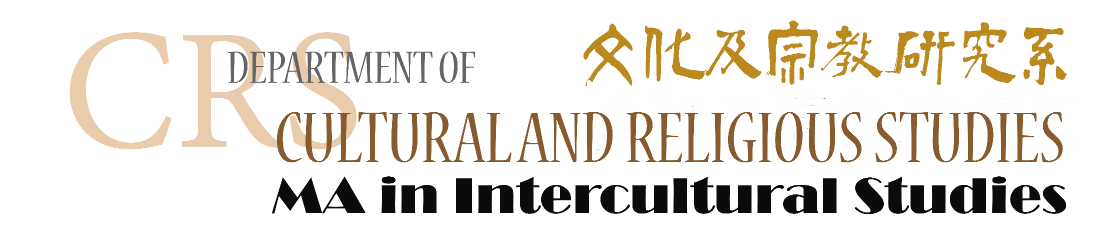 CRS
DEPARTMENT OF
文化及宗教研究系
CULTURAL AND RELIGIOUS STUDIES
MA in Intercultural Studies